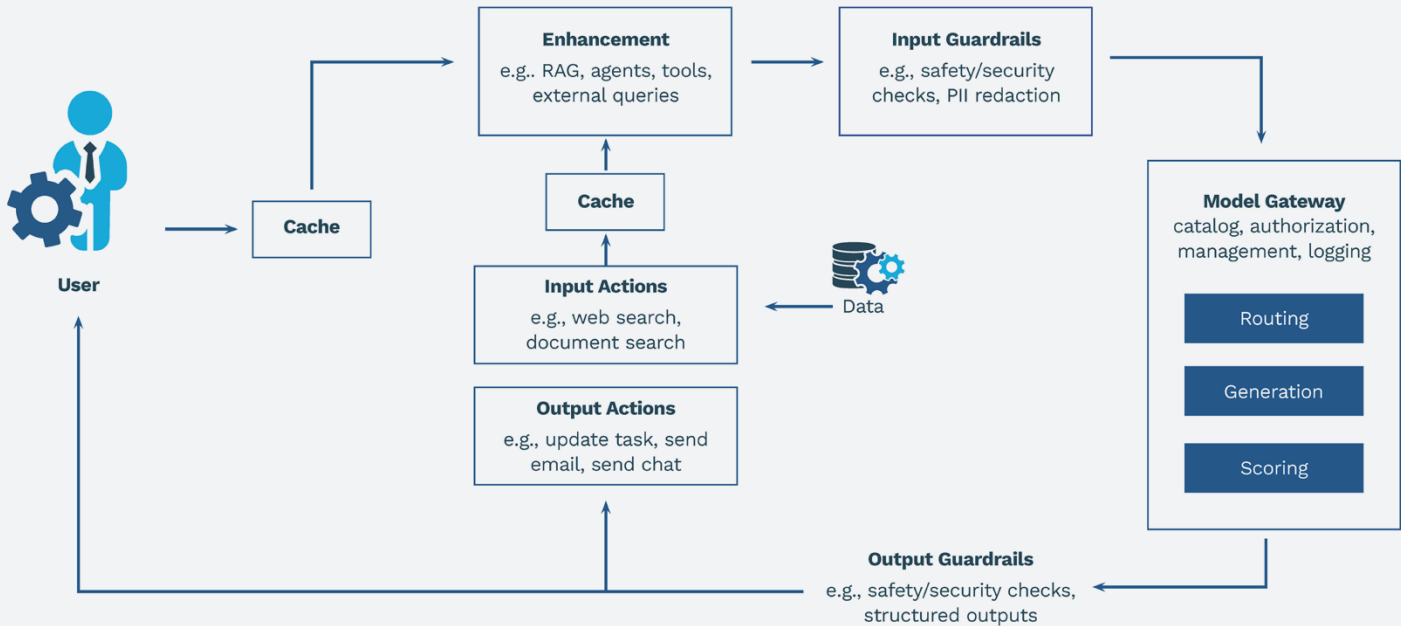 Enhancement
e.g.. RAG, agents, tools,
external queries
Input Guardrails
e.g., safety/security
checks, PII redaction
User
Cache
Cache
Input Actions
e.g., web search,
document search
Data
Output Actions
e.g., update task, send
email, send chat
Model Gateway
catalog, authorization,
management, logging
Routing
Generation
Scoring
Output Guardrails
e.g., safety/security checks,
structured outputs